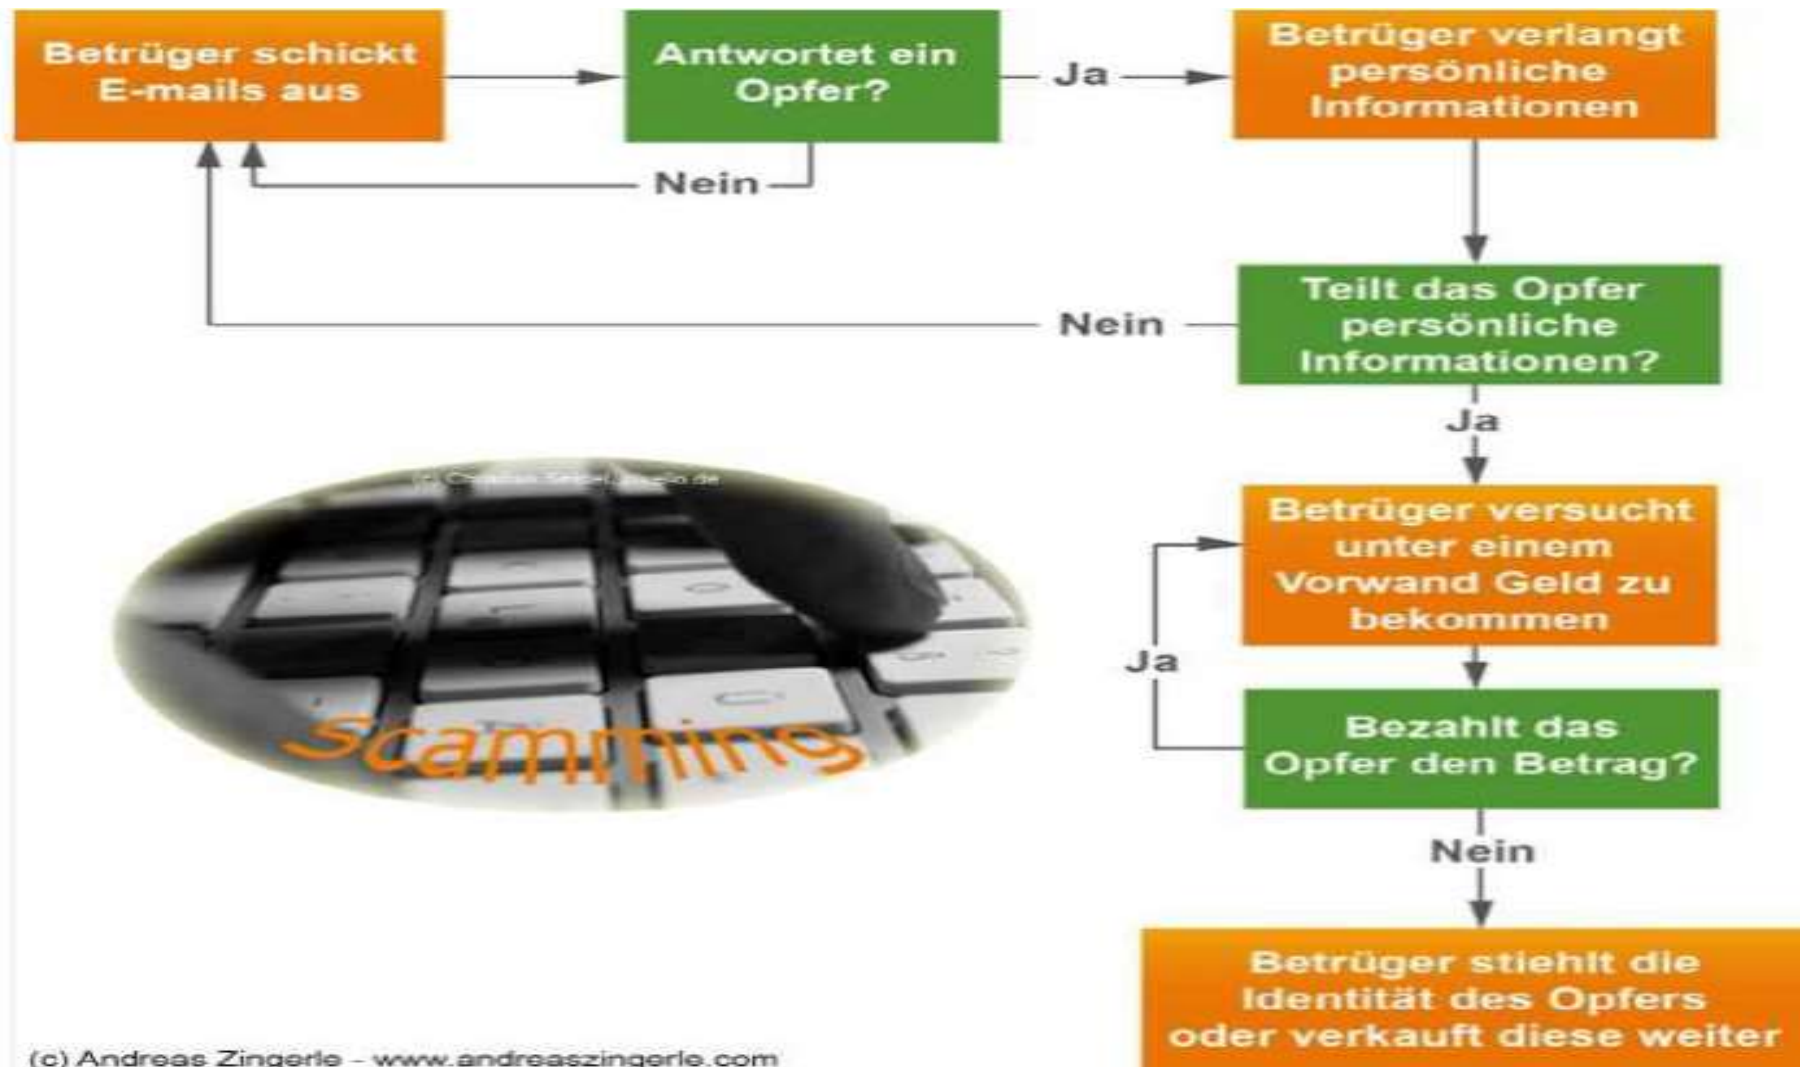 Betrüger schickt
E-mails aus
Antwortet ein
Opfer?
Ja
Betrüger verlangt
persönliche
Informationen
Nein
Teilt das Opfer
persönliche
Informationen?
Nein
Ja
Betrüger versucht
unter einem
Vorwand Geld zu
bekommen
Ja
Bezahlt das
Opfer den Betrag?
Nein
Betrüger stiehlt die
Identität des Opfers
oder verkauft diese weiter
Scamming
(c) Andreas Zingerle - www.andreaszingerle.com